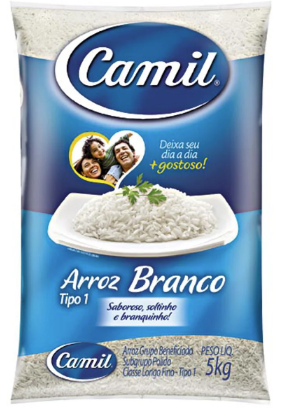 Camil®
Deixa seu
dia a dia
+ gostoso!
Arroz Branco
Tipo 1
Saboroso, soltinho
e branquinho!
Camil
Arroz Grupo Beneficiado
Subgrupo Polido
Classe Longo Fino - Tipo 1
PESO LÍQ.
5kg